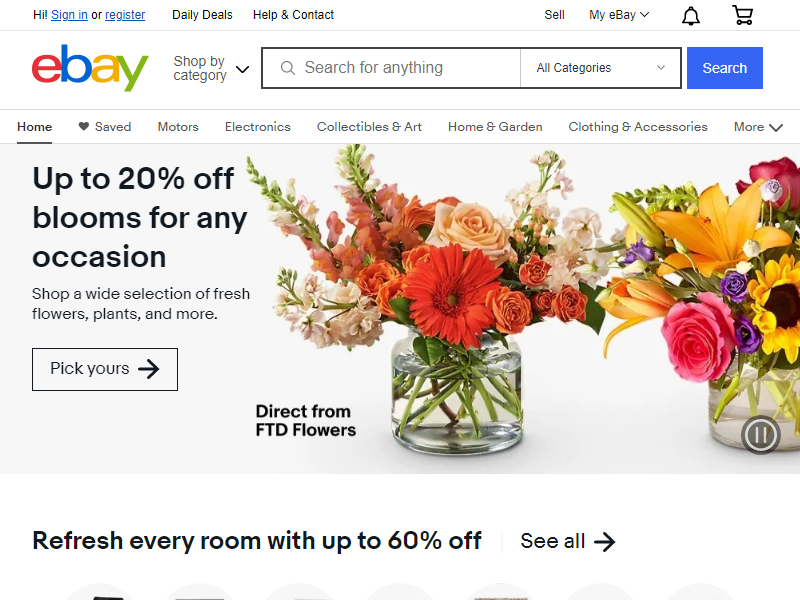 Hi! Sign in or register
Daily Deals
Help & Contact
Sell
My eBay
ebay
Shop by
category
Search for anything
All Categories
Search
Home
Saved
Motors
Electronics
Collectibles & Art
Home & Garden
Clothing & Accessories
More
Up to 20% off
blooms for any
occasion
Shop a wide selection of fresh
flowers, plants, and more.
Pick yours
Direct from
FTD Flowers
Refresh every room with up to 60% off
See all